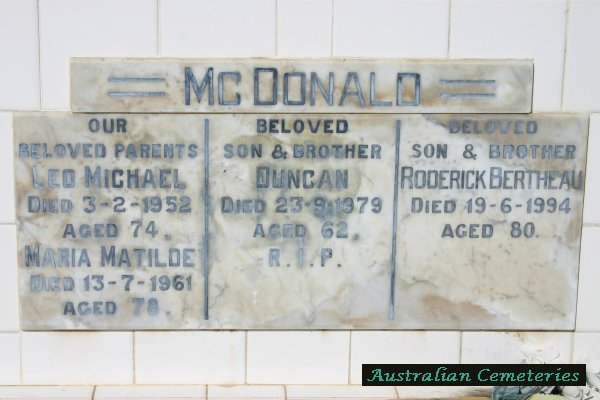 McDonald
OUR
BELOVED PARENTS
LEO MICHAEL
DIED 3-2-1952
AGED 74.
MARIA MATILDE
DIED 13-7-1961
AGED 78.
BELOVED
SON & BROTHER
DUNCAN
DIED 23-9-1979
AGED 62.
R.I.P.
BELOVED
SON & BROTHER
RODERICK BERTHEAU
DIED 19-6-1994
AGED 80.
Australian Cemeteries